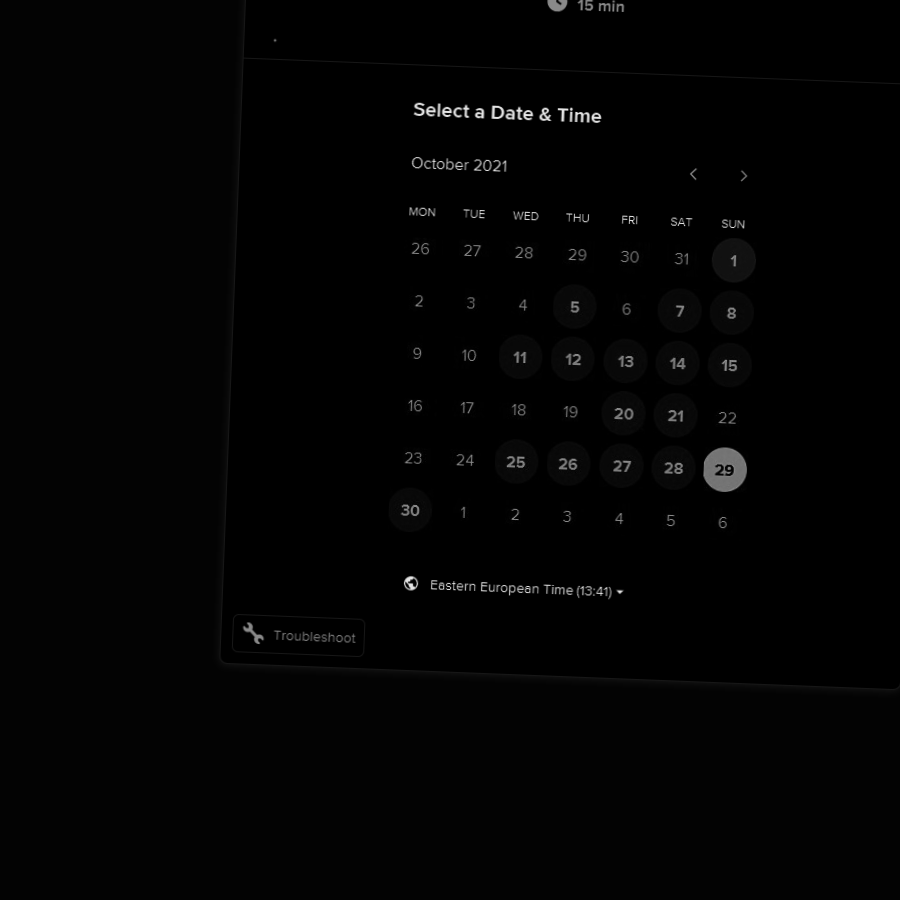 15 min
Select a Date & Time
October 2021
MON TUE WED THU FRI SAT SUN
26 27 28 29 30 31 1
2 3 4 5 6 7 8
9 10 11 12 13 14 15
16 17 18 19 20 21 22
23 24 25 26 27 28 29
30 1 2 3 4 5 6
Eastern European Time (13:41)
Troubleshoot